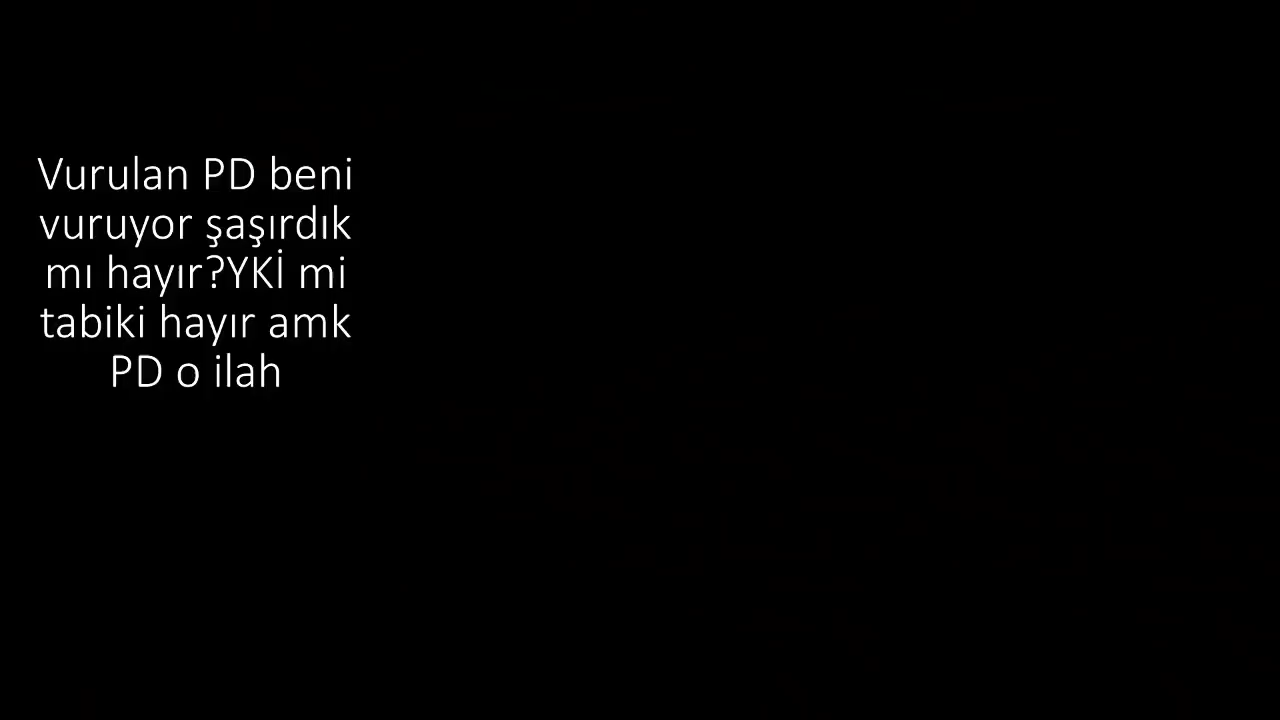 Vurulan PD beni
vuruyor şaşırdık
mı hayır?YKİ mi
tabiki hayır amk
PD o ilah